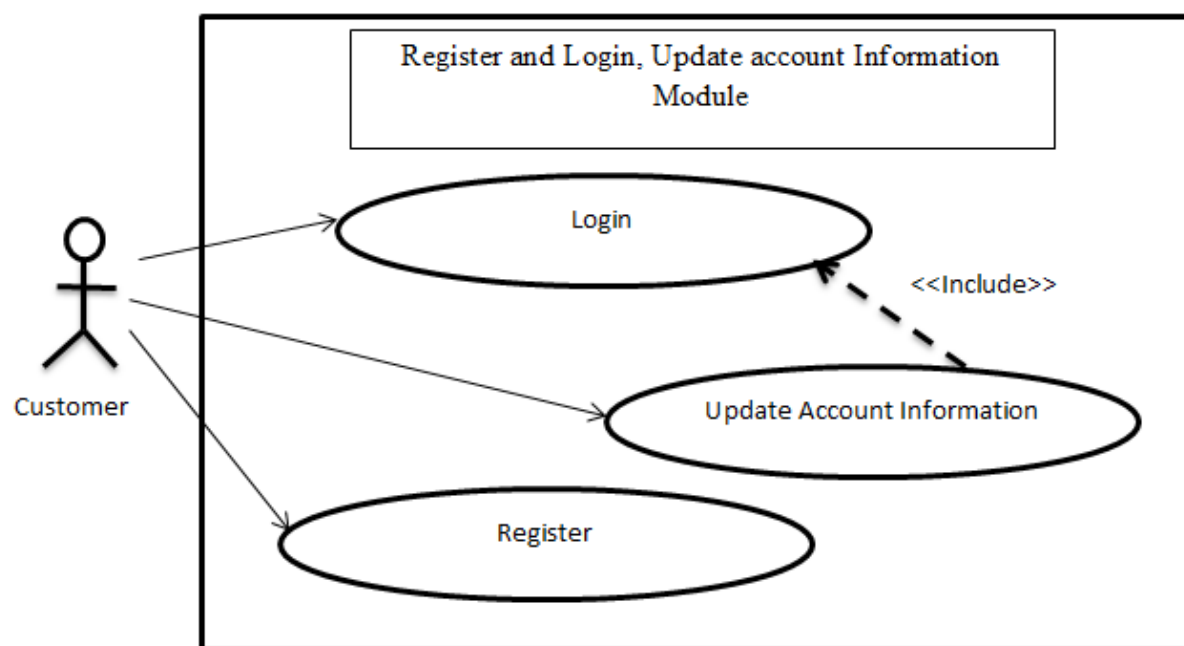 Register and Login, Update account Information
Module
Login
<<Include>>
Update Account Information
Customer
Register